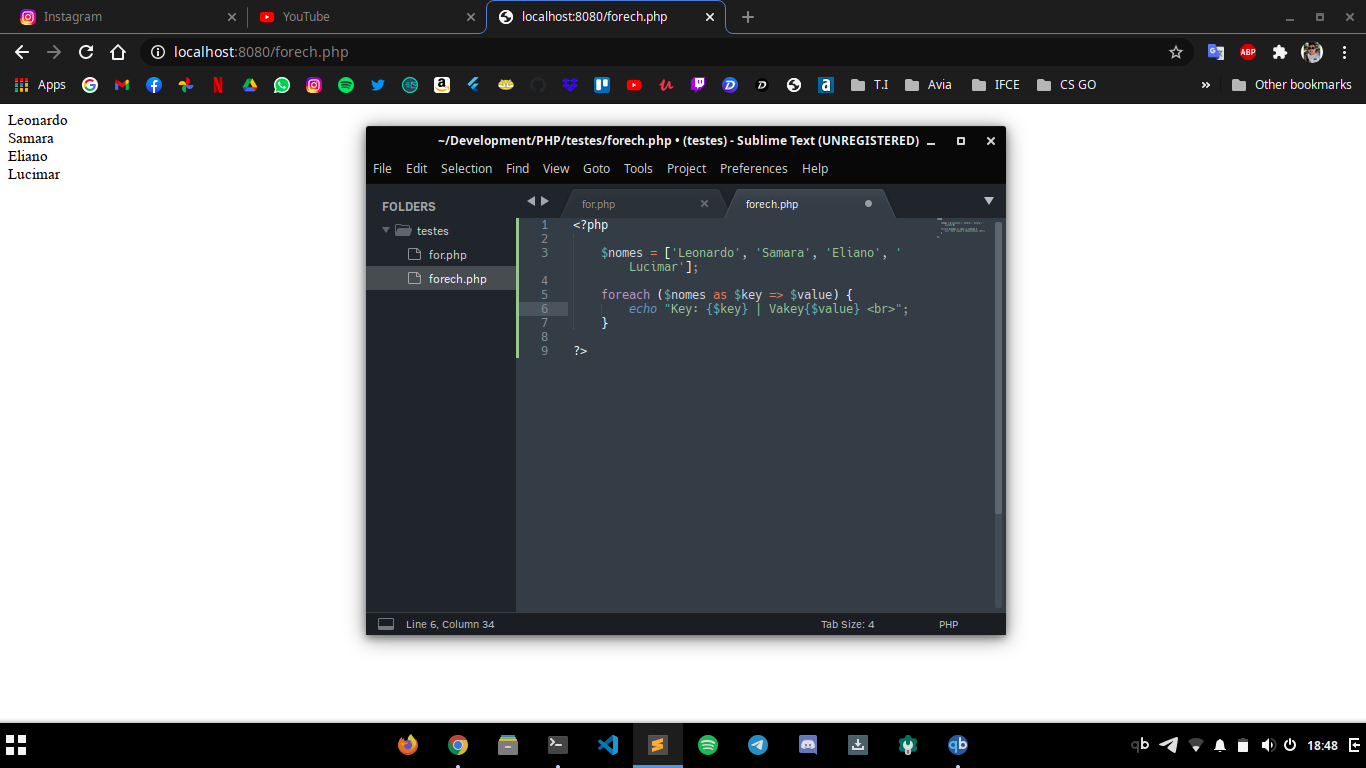 Instagram
YouTube
localhost:8080/forech.php
localhost:8080/forech.php
ABP
Apps
T.I
Avia
IFCE
CS GO
»
Other bookmarks
Leonardo
Samara
Eliano
Lucimar
~/Development/PHP/testes/forech.php • (testes) - Sublime Text (UNREGISTERED)
File Edit Selection Find View Goto Tools Project Preferences Help
FOLDERS
testes
for.php
forech.php
for.php
forech.php
1 <?php
2
3 $nomes = ['Leonardo', 'Samara', 'Eliano', '
Lucimar'];
4
5 foreach ($nomes as $key => $value) {
6 echo "Key: {$key} | Vakey{$value} <br>";
7 }
8
9 ?>
Line 6, Column 34
Tab Size: 4
PHP
qb
qb
18:48